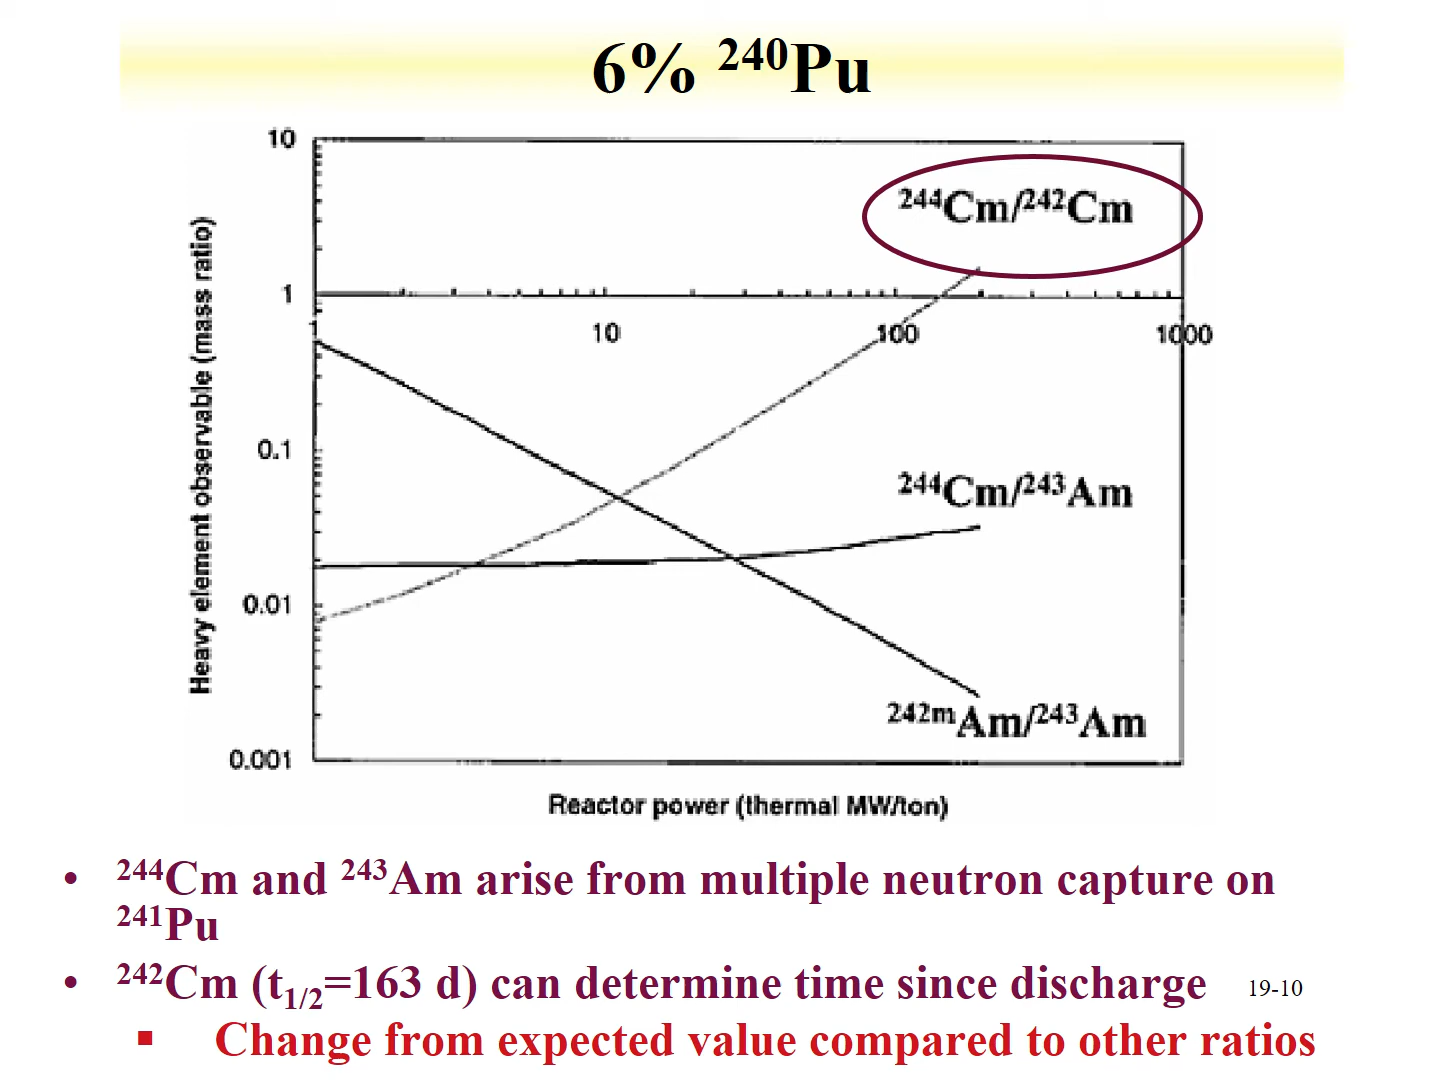 6% ²⁴⁰Pu
10
²⁴⁴Cm/²⁴²Cm
1
1
10
100
1000
0.1
²⁴⁴Cm/²⁴³Am
0.01
²⁴²ᵐAm/²⁴³Am
0.001
Heavy element observable (mass ratio)
Reactor power (thermal MW/ton)
• ²⁴⁴Cm and ²⁴³Am arise from multiple neutron capture on
²⁴¹Pu
• ²⁴²Cm (t₁/₂=163 d) can determine time since discharge
19-10
▪ Change from expected value compared to other ratios